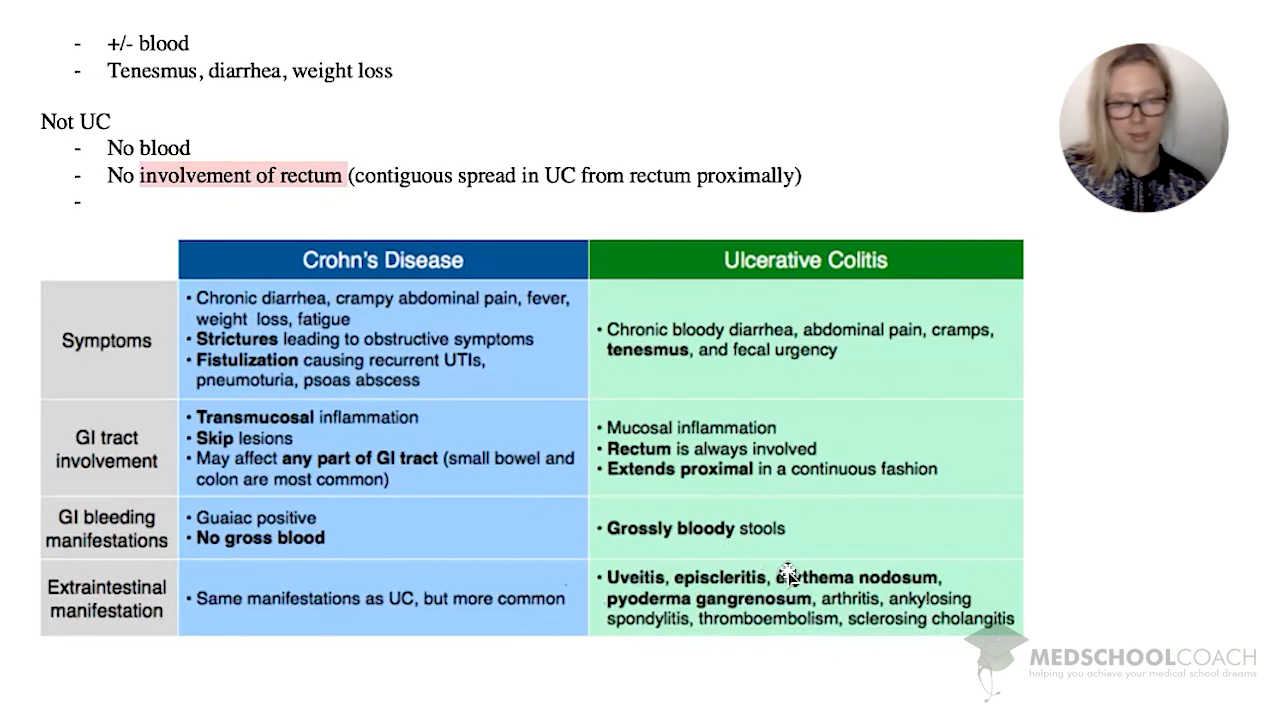 - +/- blood
- Tenesmus, diarrhea, weight loss
Not UC
- No blood
- No involvement of rectum (contiguous spread in UC from rectum proximally)
-
Crohn's Disease
Ulcerative Colitis
Symptoms
• Chronic diarrhea, crampy abdominal pain, fever,
weight loss, fatigue
• Strictures leading to obstructive symptoms
• Fistulization causing recurrent UTIs,
pneumoturia, psoas abscess
• Chronic bloody diarrhea, abdominal pain, cramps,
tenesmus, and fecal urgency
GI tract
involvement
• Transmucosal inflammation
• Skip lesions
• May affect any part of GI tract (small bowel and
colon are most common)
• Mucosal inflammation
• Rectum is always involved
• Extends proximal in a continuous fashion
GI bleeding
manifestations
• Guaiac positive
• No gross blood
• Grossly bloody stools
Extraintestinal
manifestation
• Same manifestations as UC, but more common
• Uveitis, episcleritis, erythema nodosum,
pyoderma gangrenosum, arthritis, ankylosing
spondylitis, thromboembolism, sclerosing cholangitis
MEDSCHOOLCOACH
helping you achieve your medical school dreams